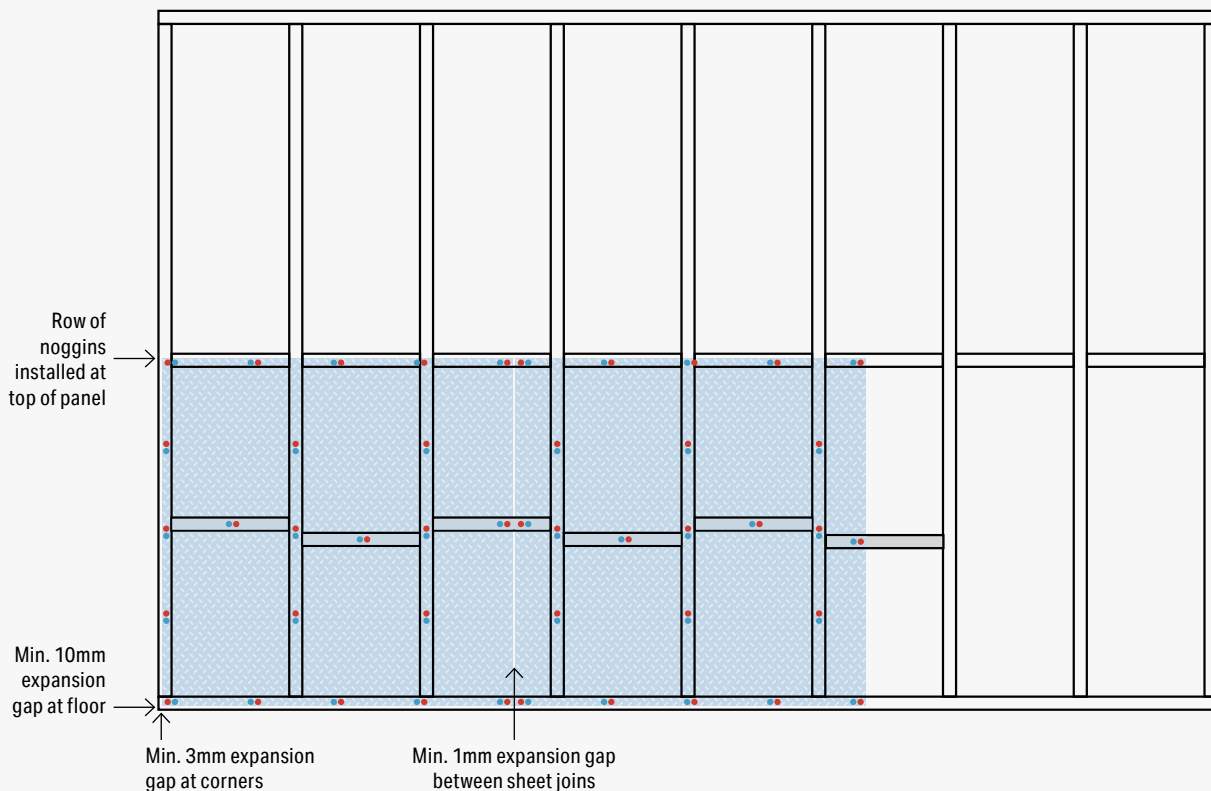 Row of
noggins
installed at
top of panel
Min. 10mm
expansion
gap at floor
Min. 3mm expansion
gap at corners
Min. 1mm expansion gap
between sheet joins